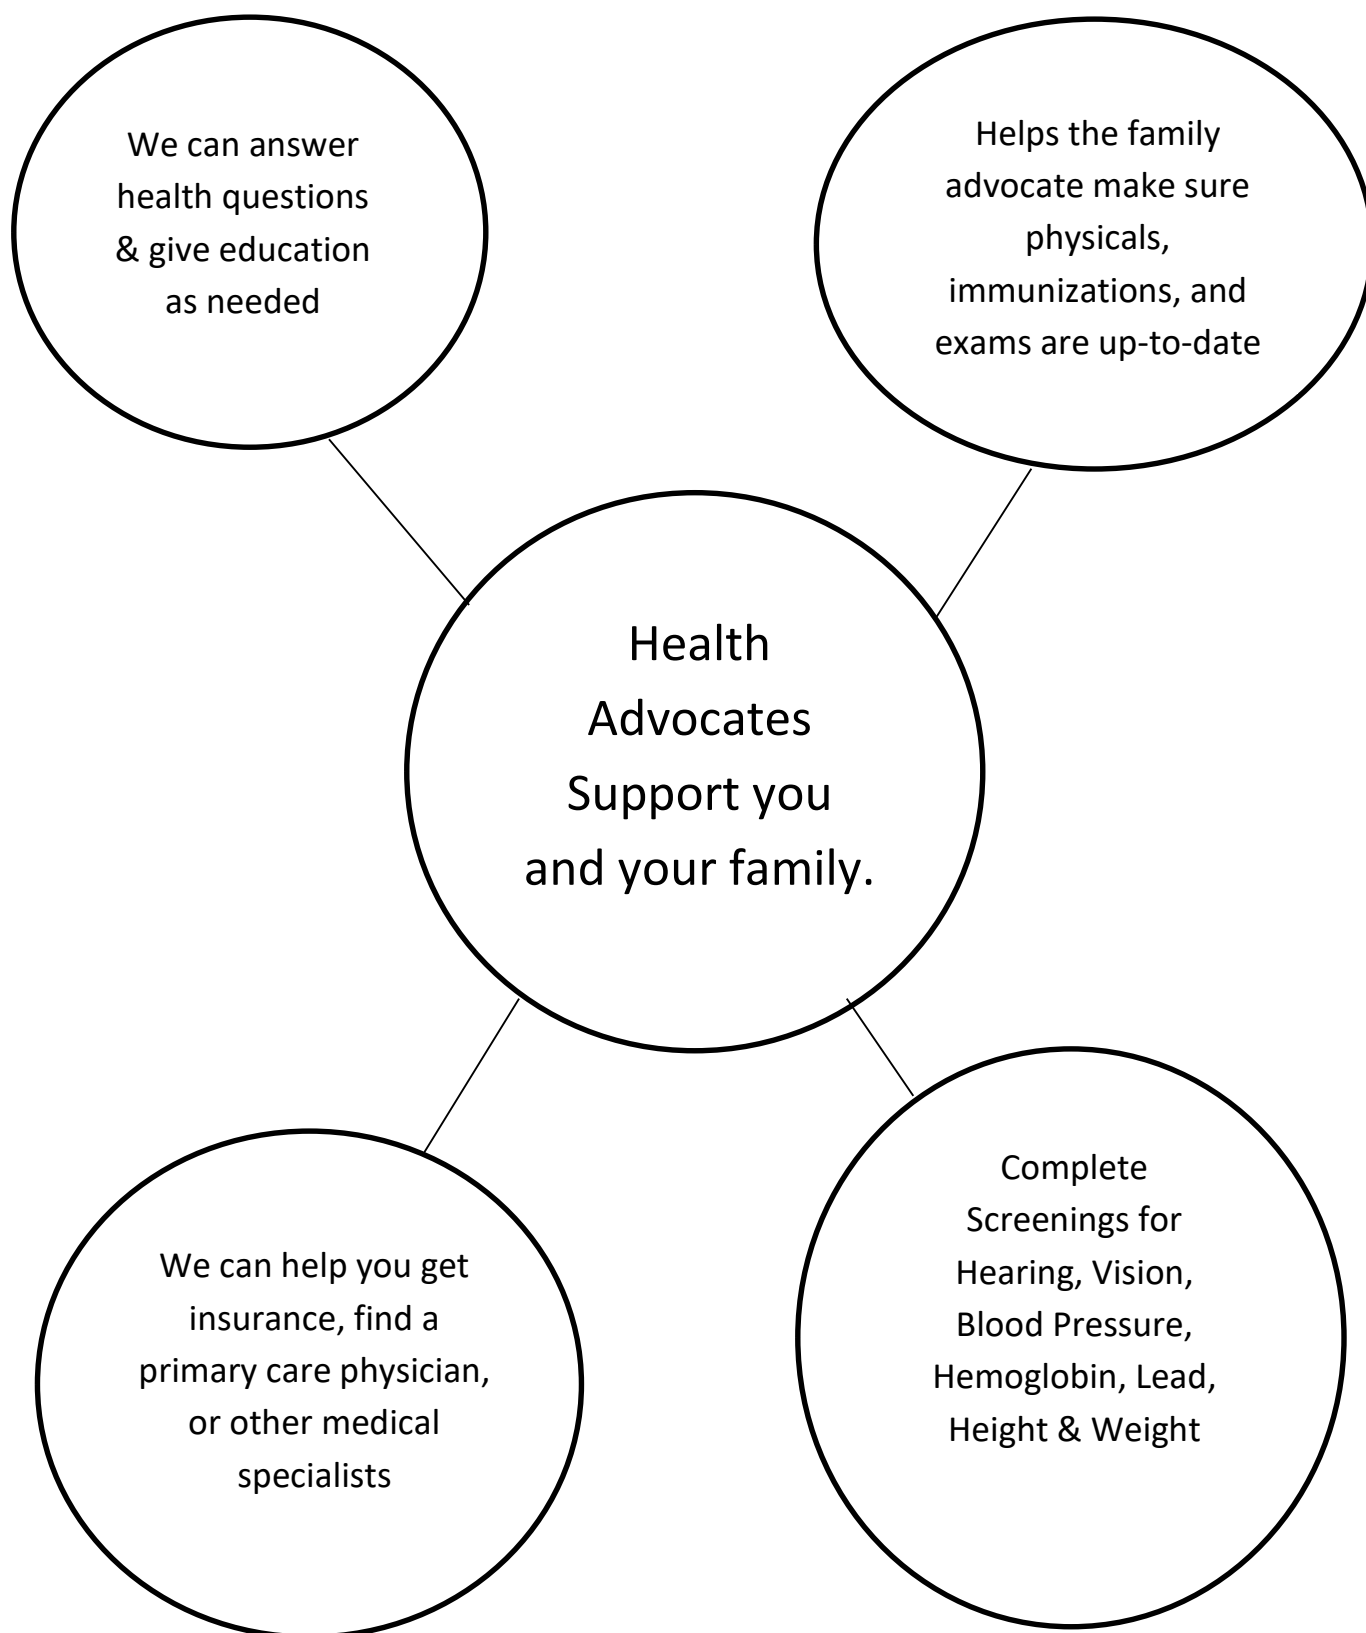 We can answer
health questions
& give education
as needed
Helps the family
advocate make sure
physicals,
immunizations, and
exams are up-to-date
Health
Advocates
Support you
and your family.
We can help you get
insurance, find a
primary care physician,
or other medical
specialists
Complete
Screenings for
Hearing, Vision,
Blood Pressure,
Hemoglobin, Lead,
Height & Weight